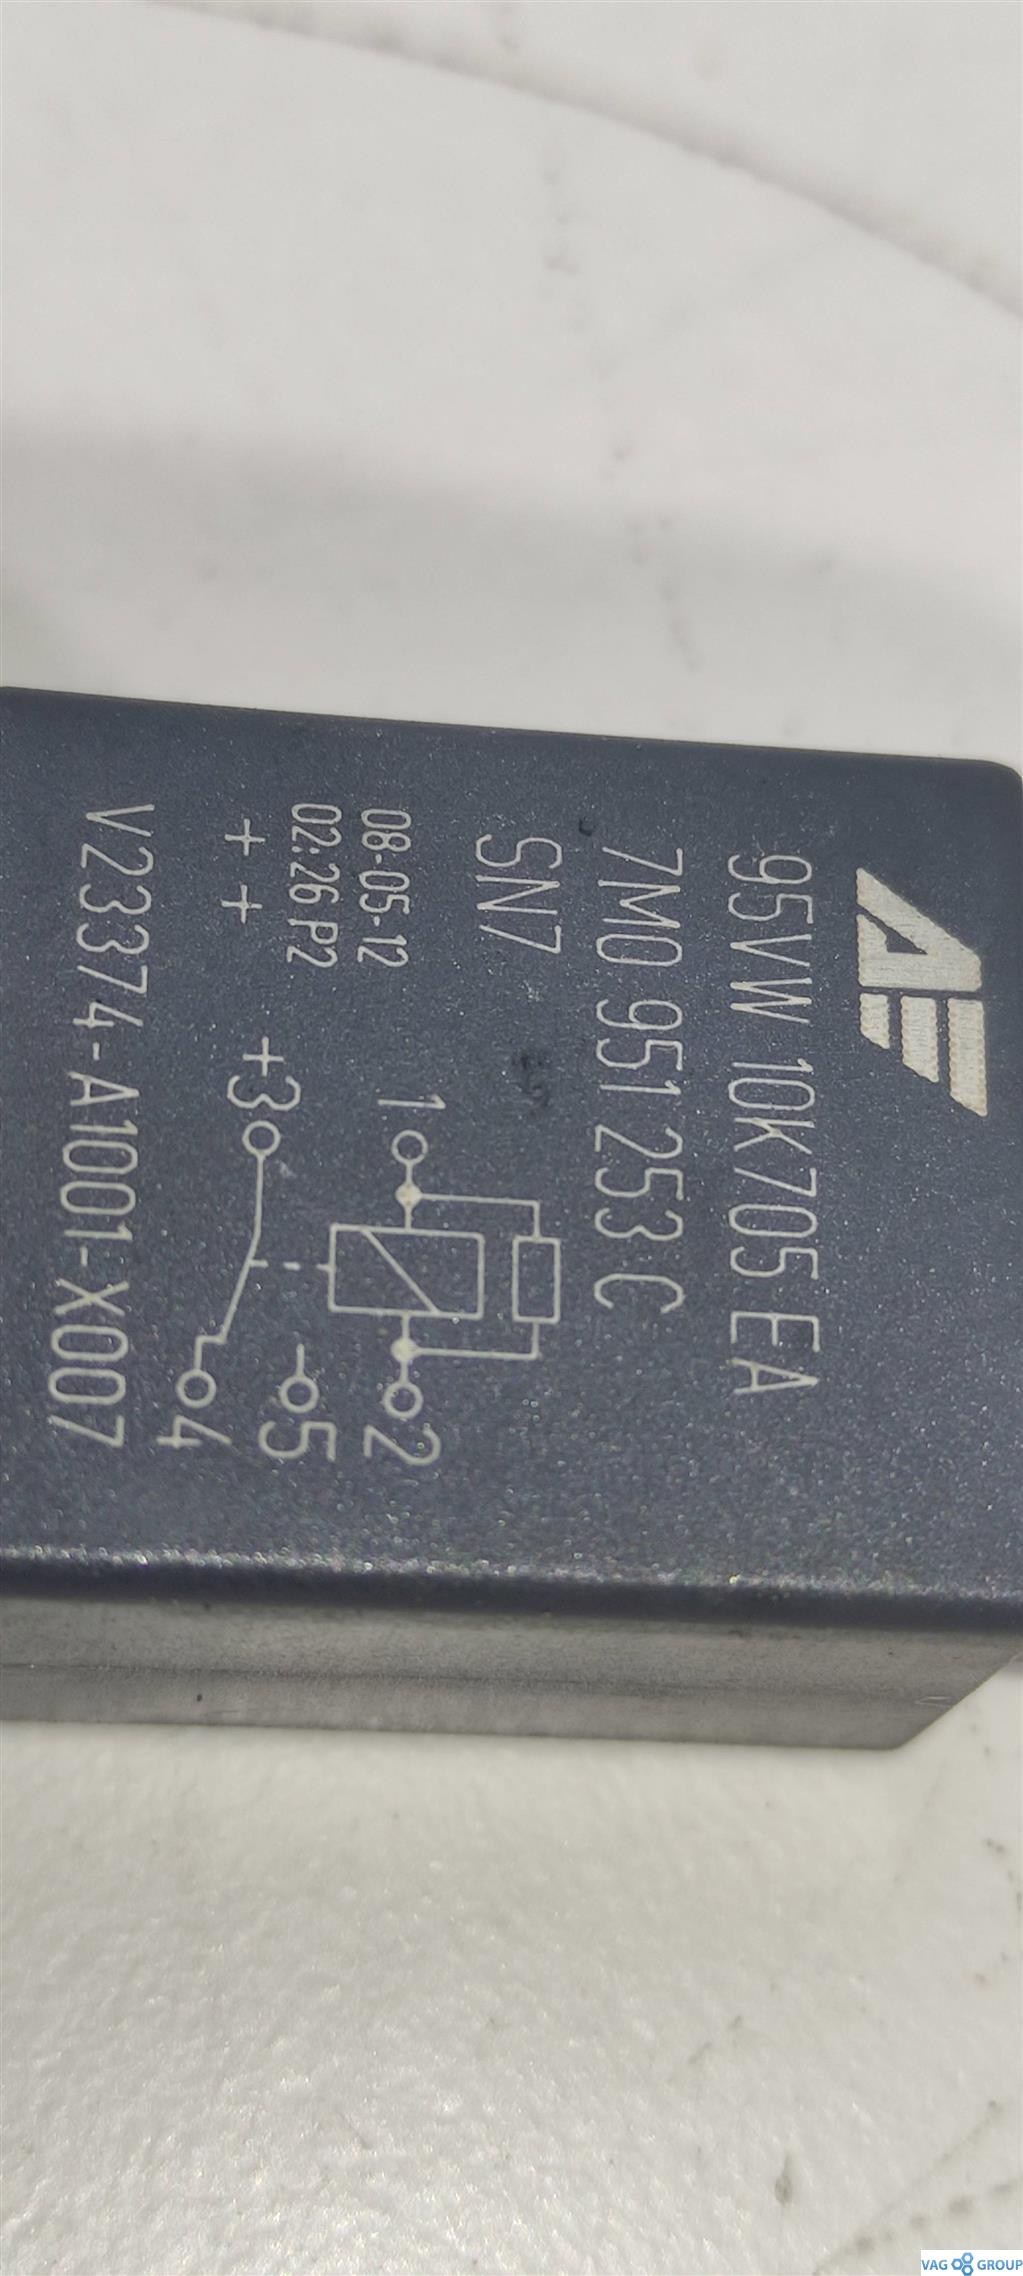 AE
95VW 10K705 EA
7M0 951 253 C
SN7
08-05-12
02:26 P2
+ +
1
2
5
+3
4
V23374-A1001-X007
VAG GROUP